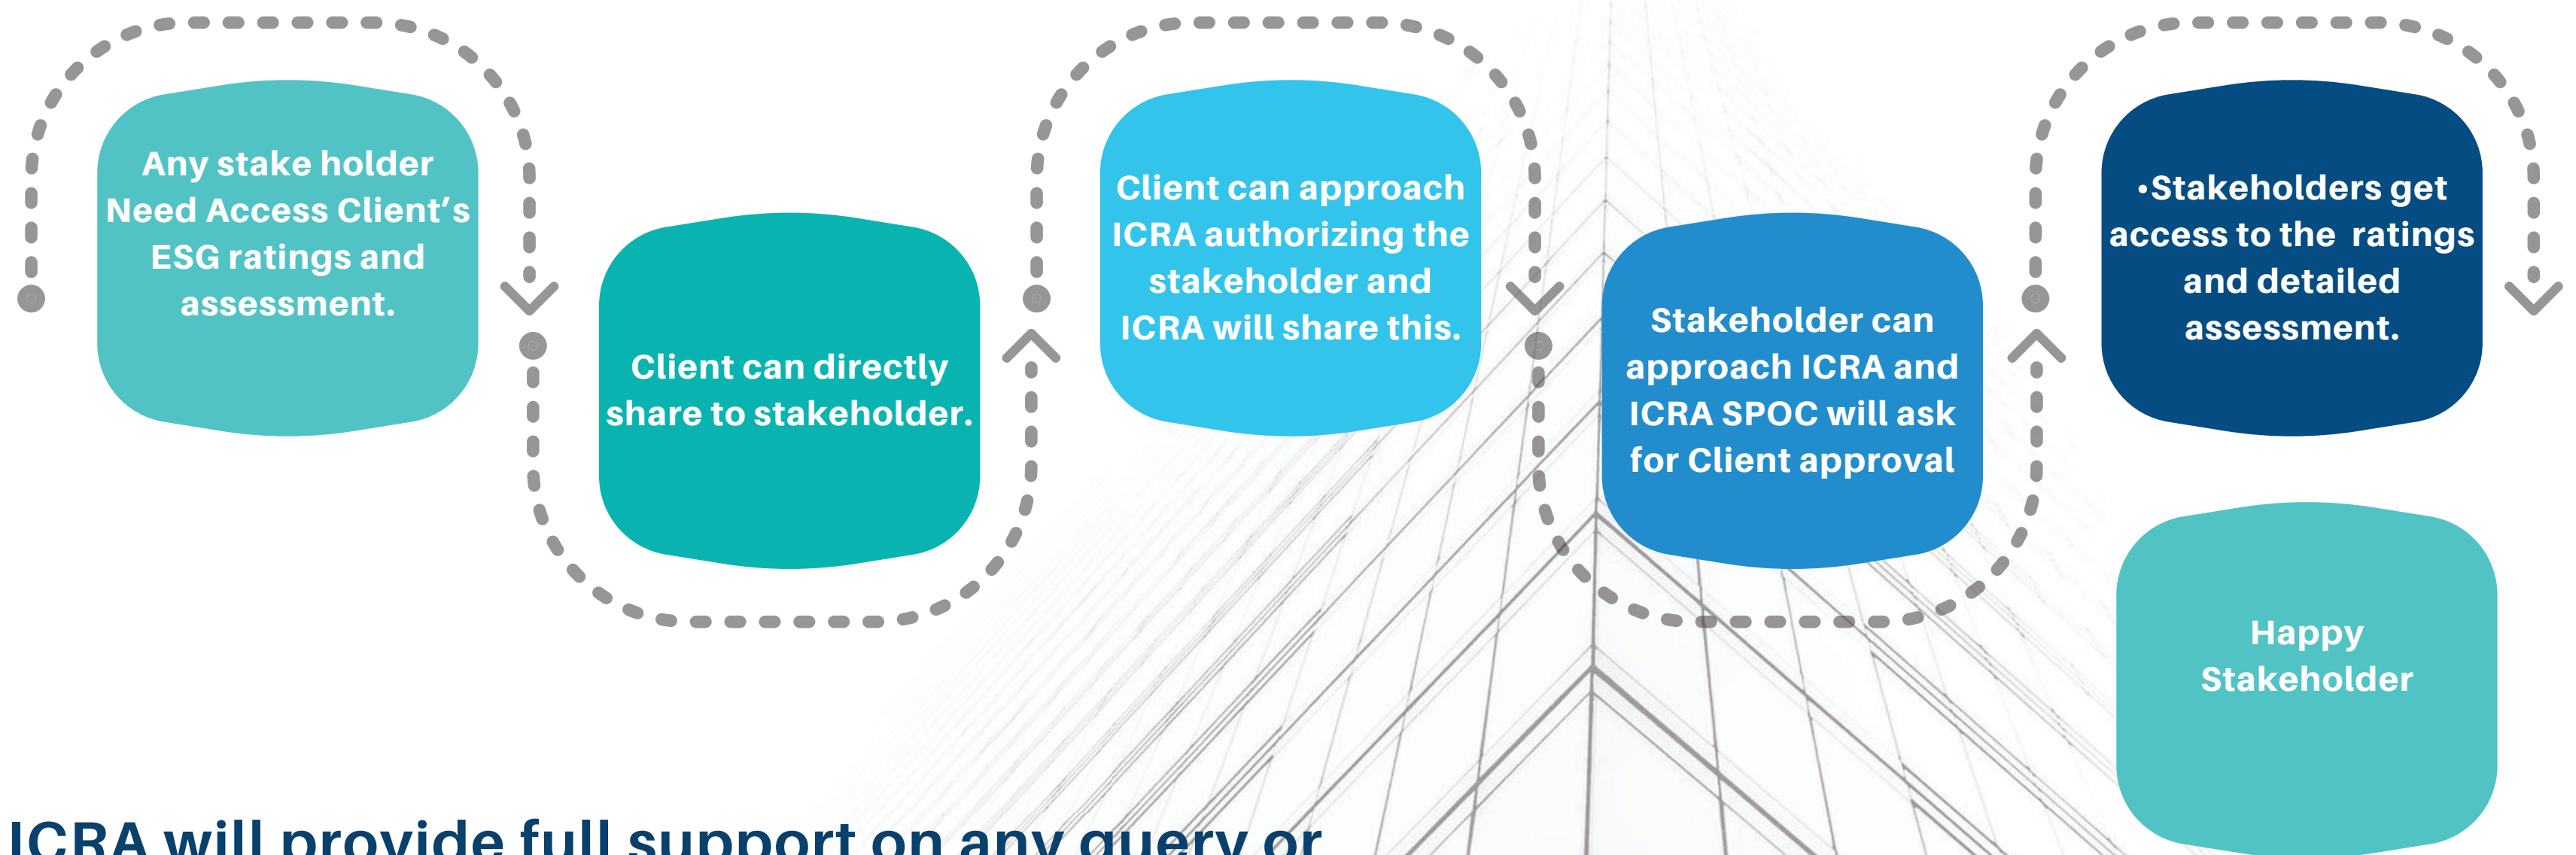 Any stake holder
Need Access Client's
ESG ratings and
assessment.
Client can directly
share to stakeholder.
Client can approach
ICRA authorizing the
stakeholder and
ICRA will share this.
Stakeholder can
approach ICRA and
ICRA SPOC will ask
for Client approval
•Stakeholders get
access to the ratings
and detailed
assessment.
Happy
Stakeholder
ICRA will provide full support on any query or